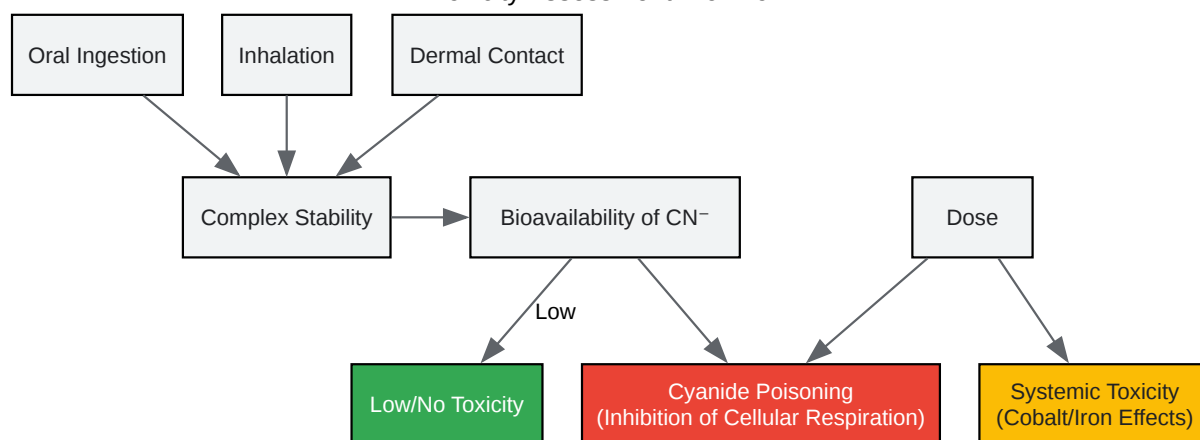 Oral Ingestion
Inhalation
Dermal Contact
Complex Stability
Bioavailability of CN⁻
Dose
Low
Low/No Toxicity
Cyanide Poisoning
(Inhibition of Cellular Respiration)
Systemic Toxicity
(Cobalt/Iron Effects)